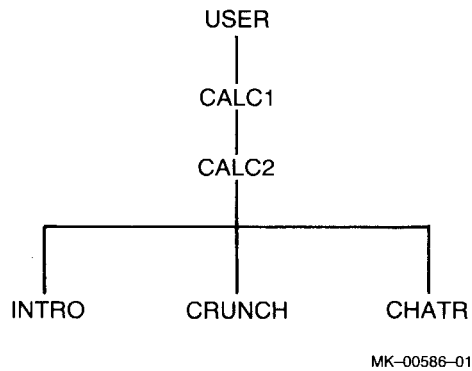 USER
CALC1
CALC2
INTRO CRUNCH CHATR
MK–00586–01